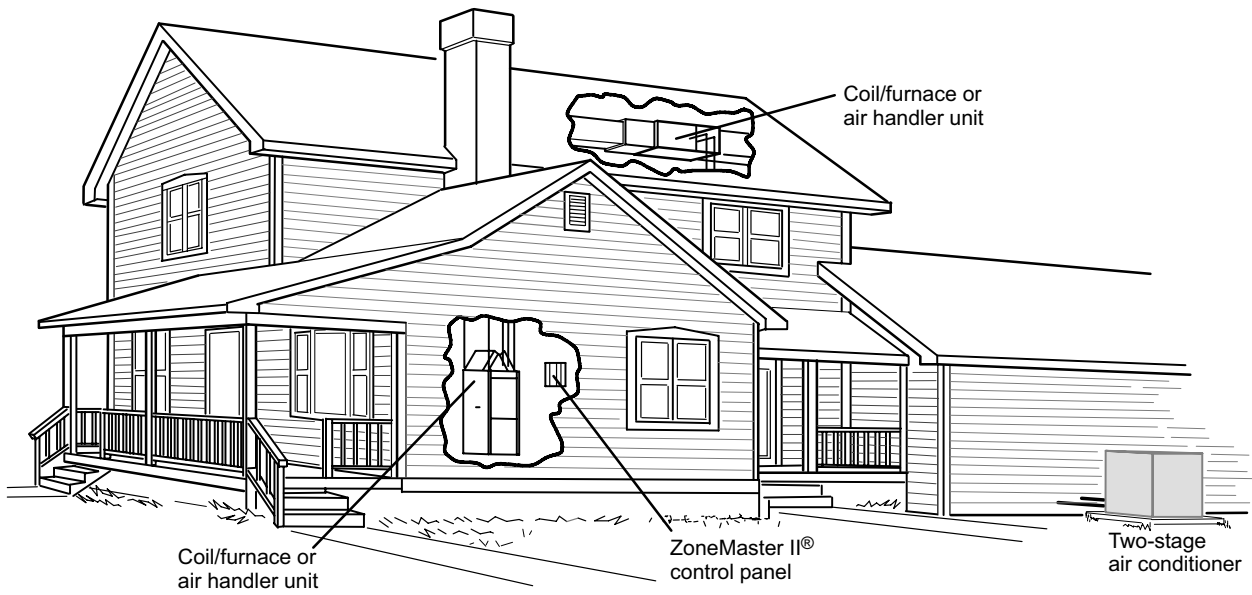 Coil/furnace or
air handler unit
Coil/furnace or
air handler unit
ZoneMaster II®
control panel
Two-stage
air conditioner